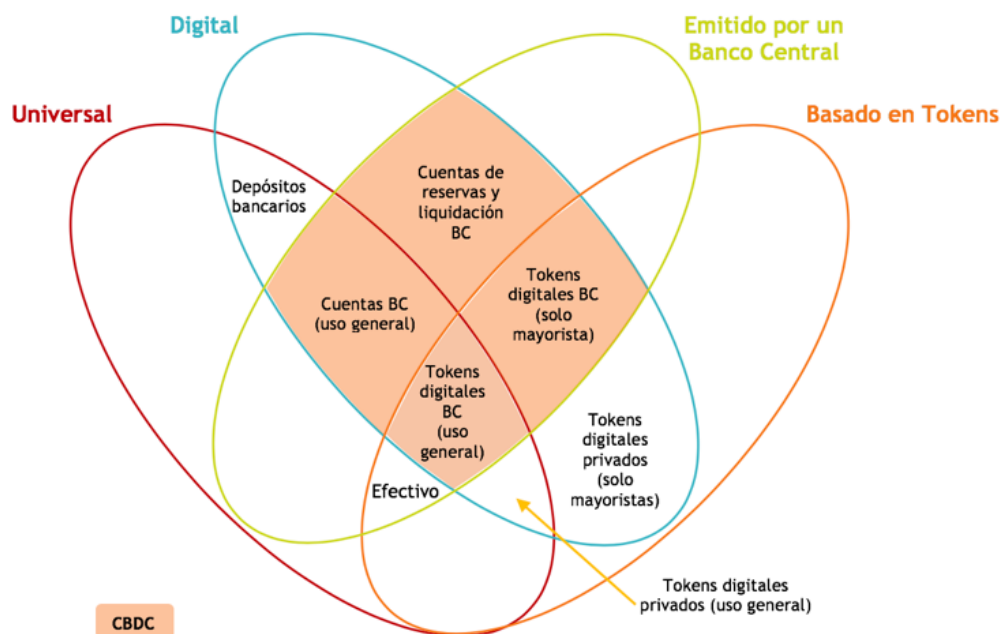 Digital
Emitido por un
Banco Central
Universal
Basado en Tokens
Depósitos
bancarios
Cuentas de
reservas y
liquidación
BC
Cuentas BC
(uso general)
Tokens
digitales BC
(solo
mayorista)
Tokens
digitales
BC
(uso
general)
Tokens
digitales
privados
(solo
mayoristas)
Efectivo
Tokens digitales
privados (uso general)
CBDC